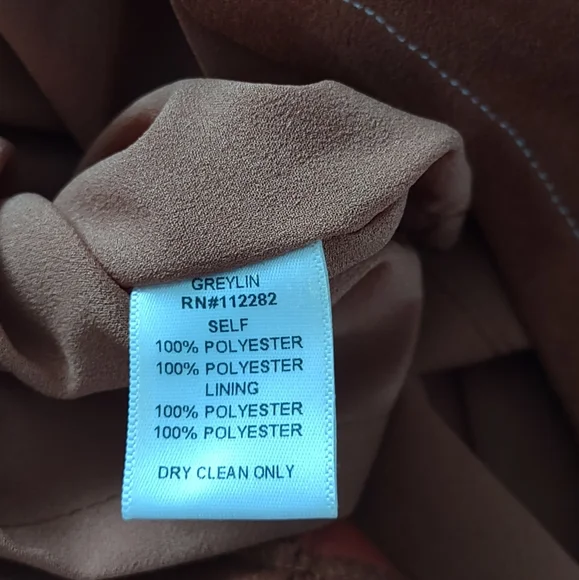 GREYLIN
RN#112282
SELF
100% POLYESTER
100% POLYESTER
LINING
100% POLYESTER
100% POLYESTER
DRY CLEAN ONLY